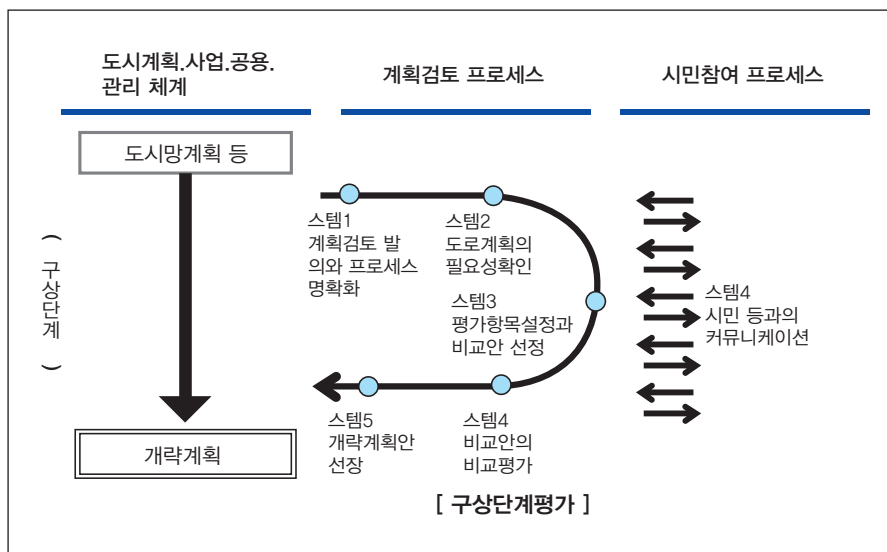 도시계획.사업.공용.
관리 체계
계획검토 프로세스
시민참여 프로세스
도시망계획 등
( 구상단계 )
스템1
계획검토 발
의와 프로세스
명확화
스템2
도로계획의
필요성확인
스템3
평가항목설정과
비교안 선정
스템4
시민 등과의
커뮤니케이션
개략계획
스템5
개략계획안
선장
스템4
비교안의
비교평가
[ 구상단계평가 ]